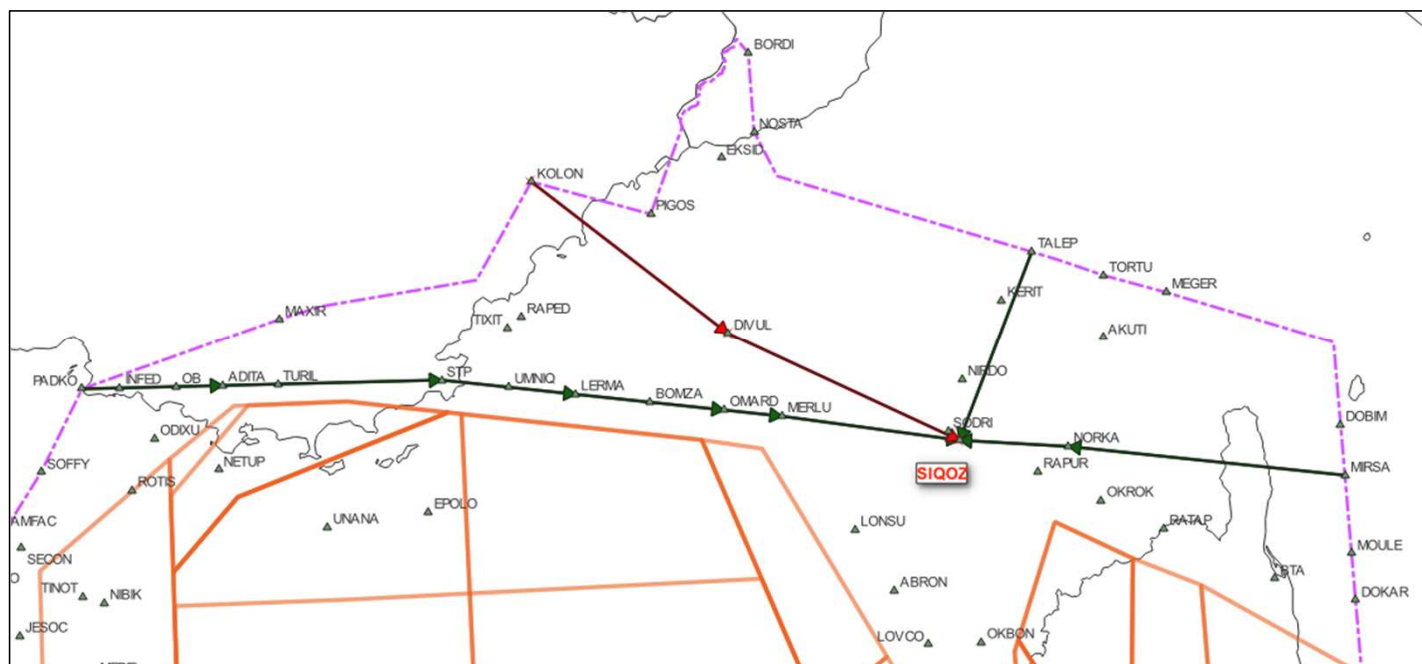 BORDI
NOSTA
EKSID
KOLON
PIGOS
TALEP
TORTU
MEGER
KERIT
MAXIR
RAPED
TIXIT
DIVUL
AKUTI
PADKO
INFED
OB
ADITA
TURIL
STP
UMNIQ
LERMA
BOMZA
OMARD
MERLU
NIRDO
SODRI
NORKA
DOBIM
ODIXU
SOFFY
NETUP
ROTIS
SIQOZ
RAPUR
MIRSA
EPOLO
UNANA
OKROK
LONSU
RATAP
AMFAC
SECON
O
MOULE
TINOT
NIBIK
ABRON
BTA
DOKAR
JESOC
LOVCO
OKBON